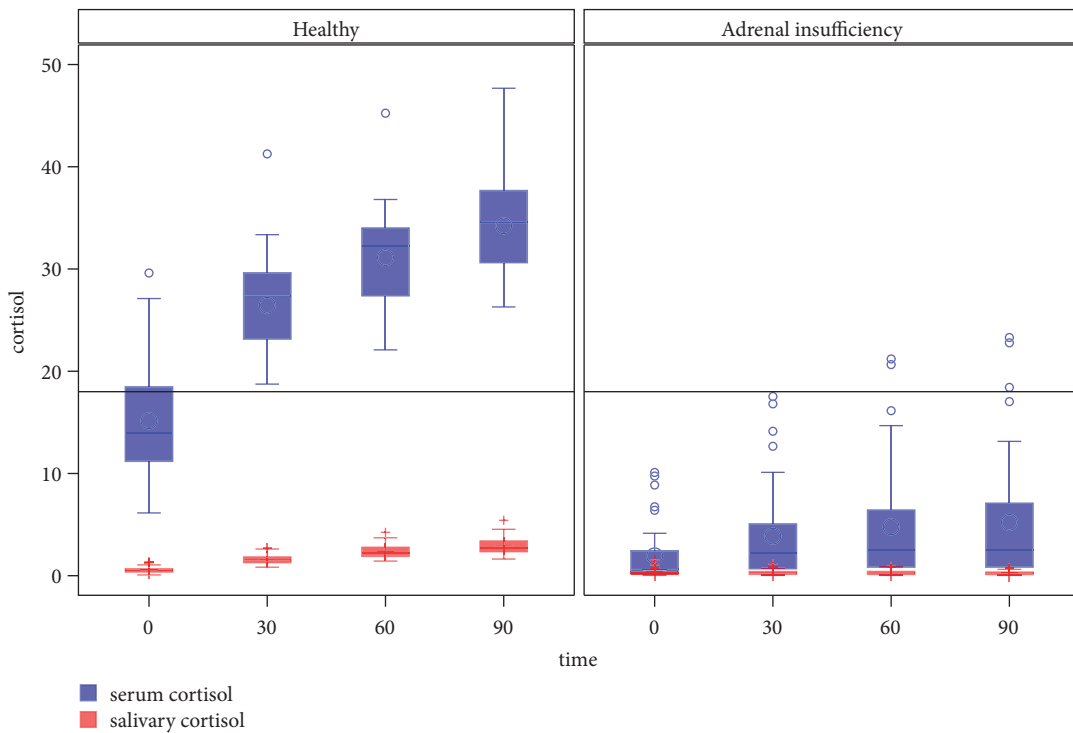 Healthy
Adrenal insufficiency
50
40
30
20
10
0
cortisol
0 30 60 90
0 30 60 90
time
serum cortisol
salivary cortisol